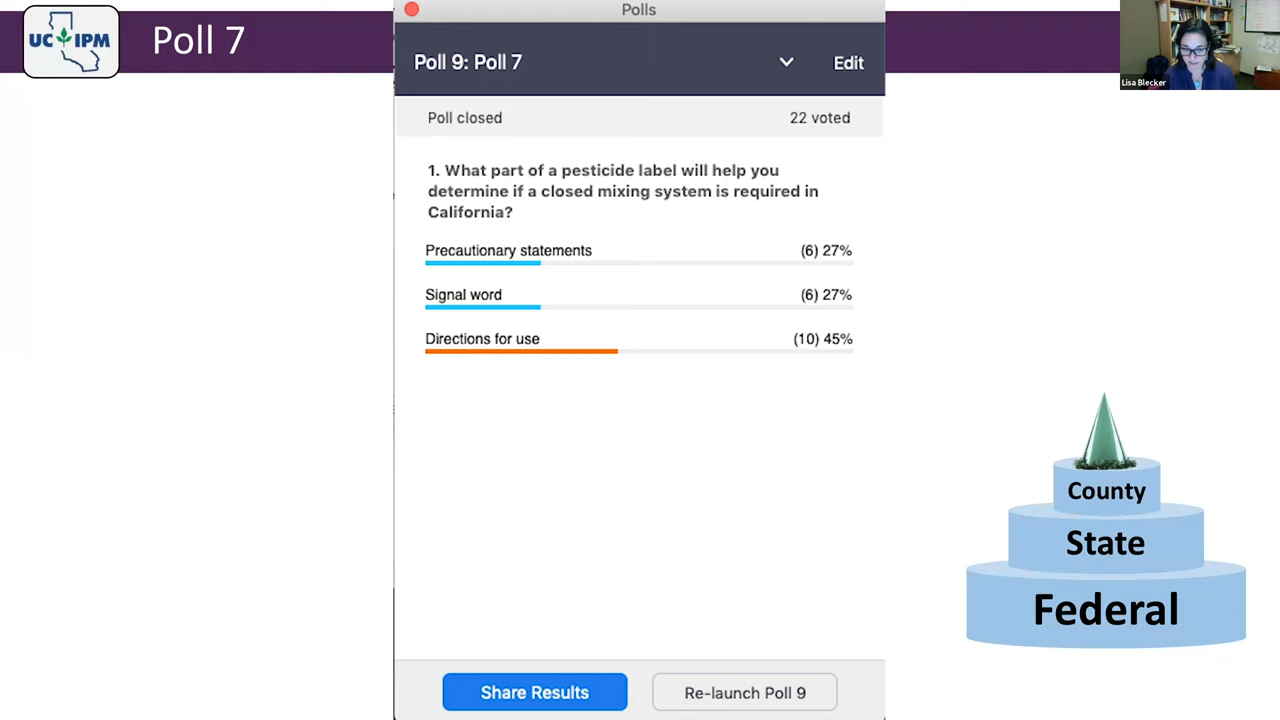 UC IPM
Poll 7
Polls
Poll 9: Poll 7
Edit
Lisa Blecker
Poll closed
22 voted
1. What part of a pesticide label will help you
determine if a closed mixing system is required in
California?
Precautionary statements
(6) 27%
Signal word
(6) 27%
Directions for use
(10) 45%
County
State
Federal
Share Results
Re-launch Poll 9